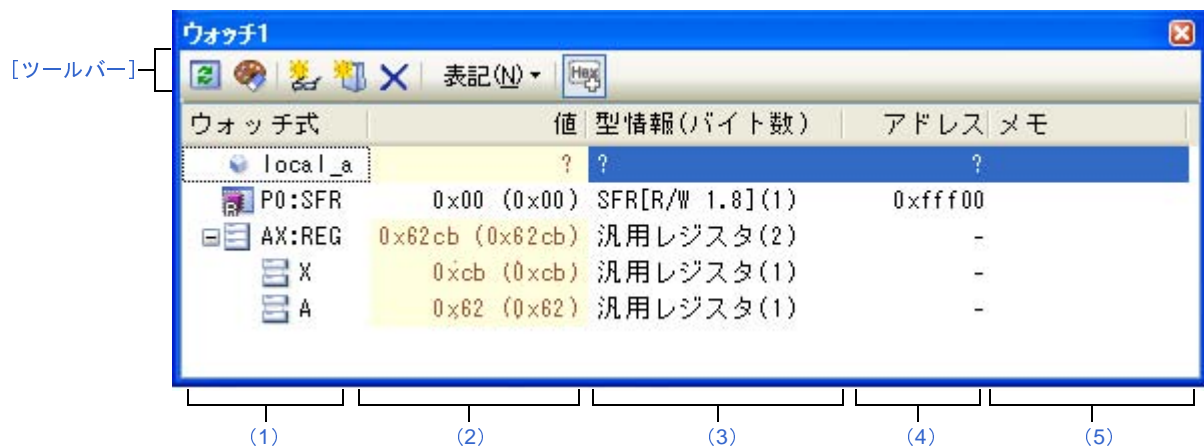 ウォッチ1
[ツールバー]
表記(N)▼ Hex
ウォッチ式 値 型情報(バイト数) アドレス メモ
local_a ? ? ?
P0:SFR 0x00 (0x00) SFR[R/W 1.8](1) 0xfff00
AX:REG 0x62cb (0x62cb) 汎用レジスタ(2) -
X 0xcb (0xcb) 汎用レジスタ(1) -
A 0x62 (0x62) 汎用レジスタ(1) -
(1) (2) (3) (4) (5)